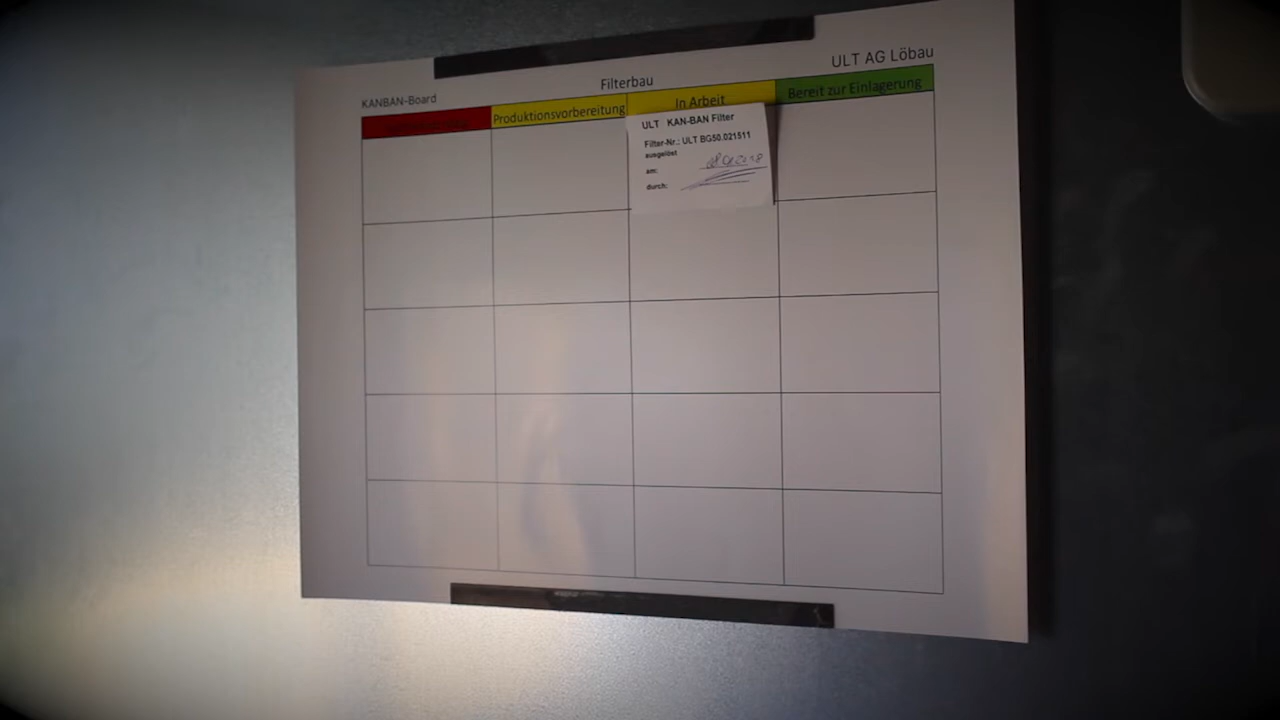 ULT AG Löbau
Filterbau
KANBAN-Board
Produktionsvorbereitung
In Arbeit
Bereit zur Einlagerung
ULT KAN-BAN Filter
Filter-Nr.: ULT BG50.021511
ausgelöst
am:
durch: